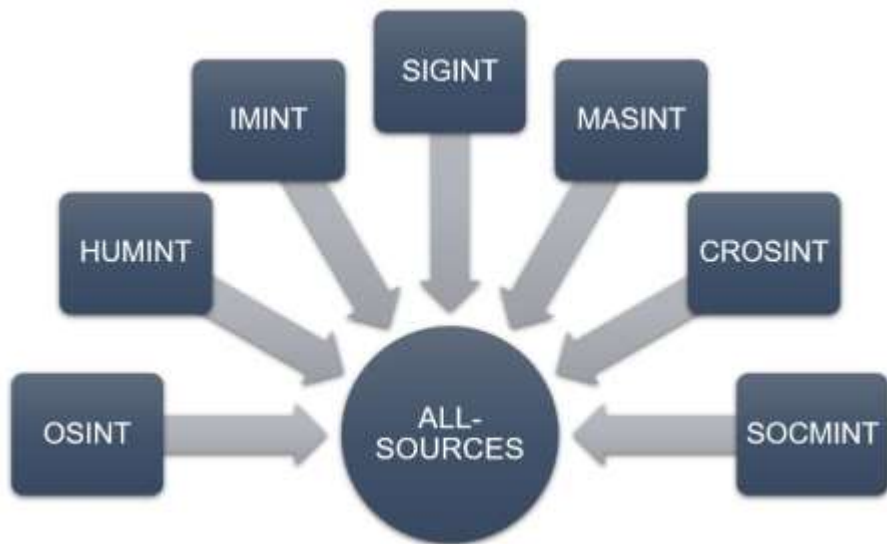 SIGINT
IMINT
MASINT
HUMINT
CROSINT
OSINT
ALL-
SOURCES
SOCMINT